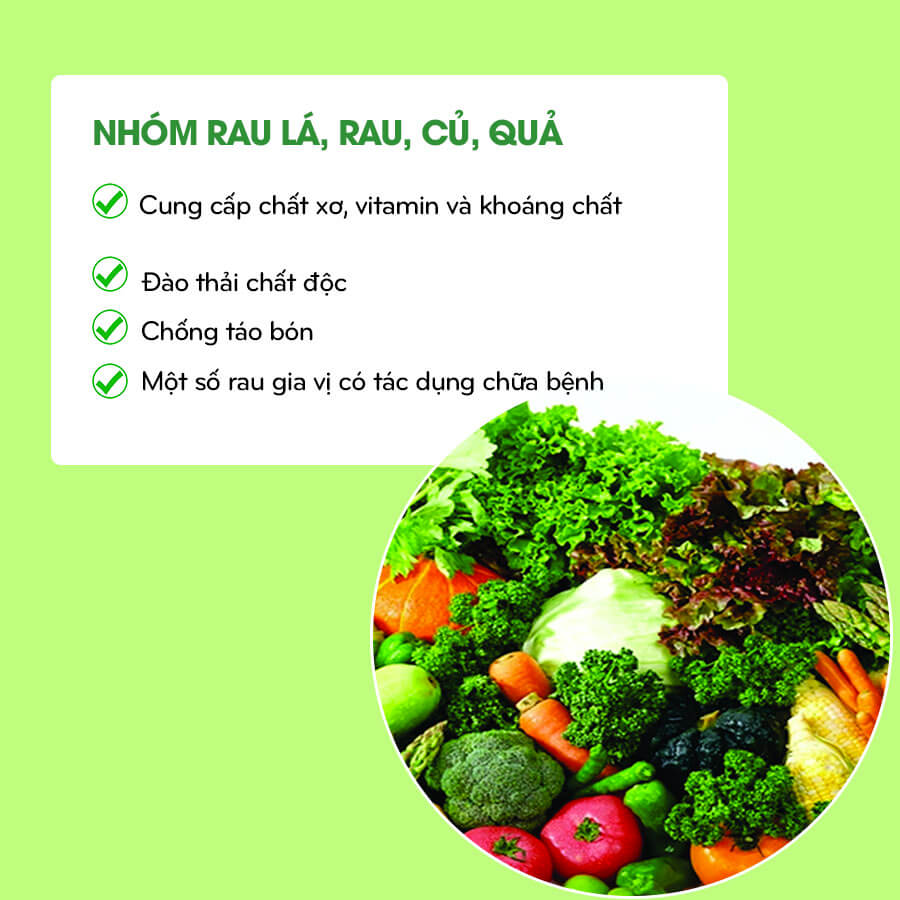 NHÓM RAU LÁ, RAU, CỦ, QUẢ
Cung cấp chất xơ, vitamin và khoáng chất
Đào thải chất độc
Chống táo bón
Một số rau gia vị có tác dụng chữa bệnh